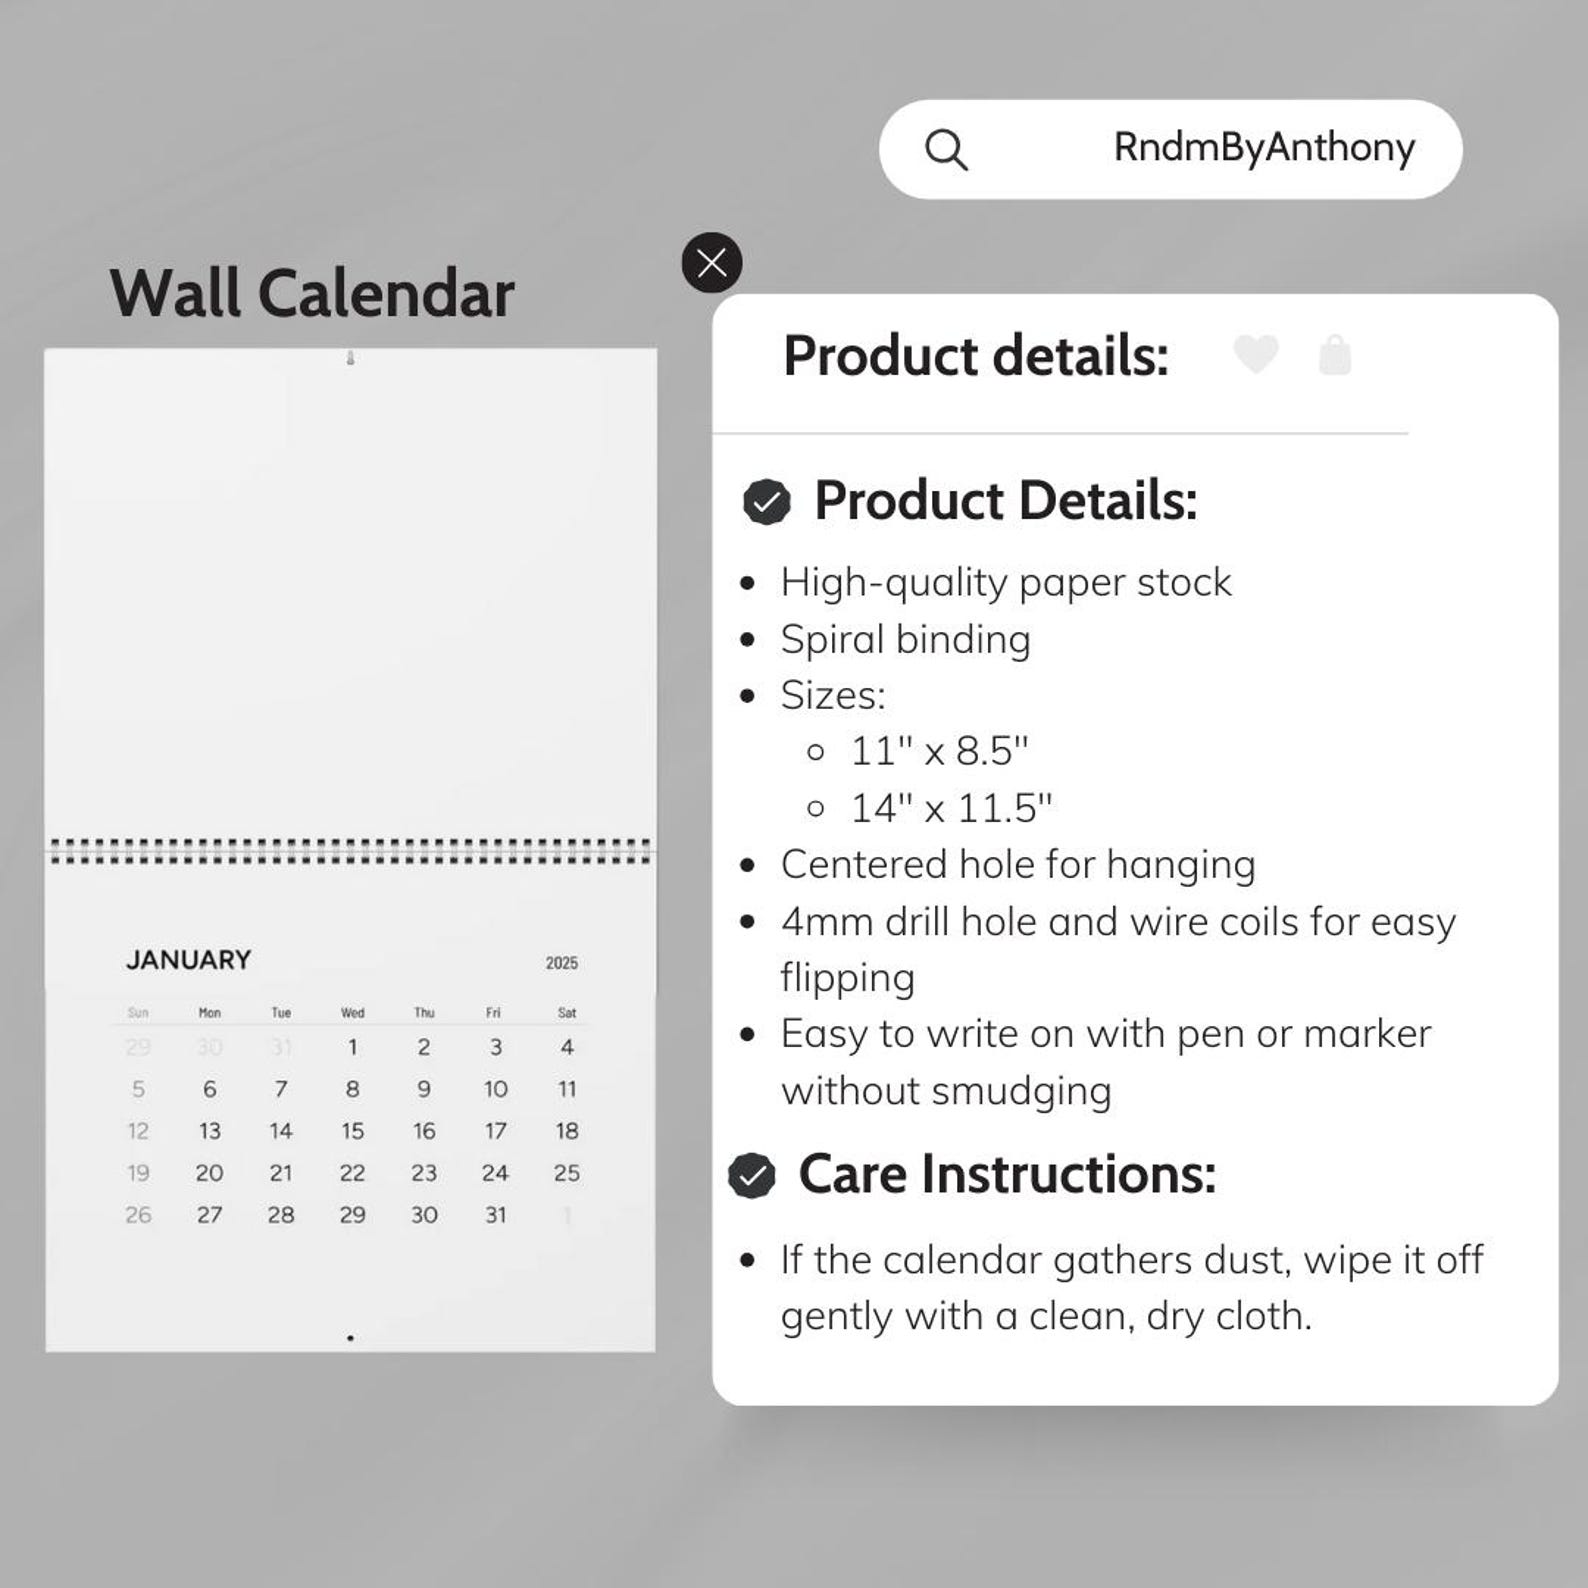 RndmByAnthony
Wall Calendar
JANUARY 2025
Sun Mon Tue Wed Thu Fri Sat
29 30 31 1 2 3 4
5 6 7 8 9 10 11
12 13 14 15 16 17 18
19 20 21 22 23 24 25
26 27 28 29 30 31 1
Product details:
Product Details:
• High-quality paper stock
• Spiral binding
• Sizes:
○ 11" x 8.5"
○ 14" x 11.5"
• Centered hole for hanging
• 4mm drill hole and wire coils for easy
flipping
• Easy to write on with pen or marker
without smudging
Care Instructions:
• If the calendar gathers dust, wipe it off
gently with a clean, dry cloth.